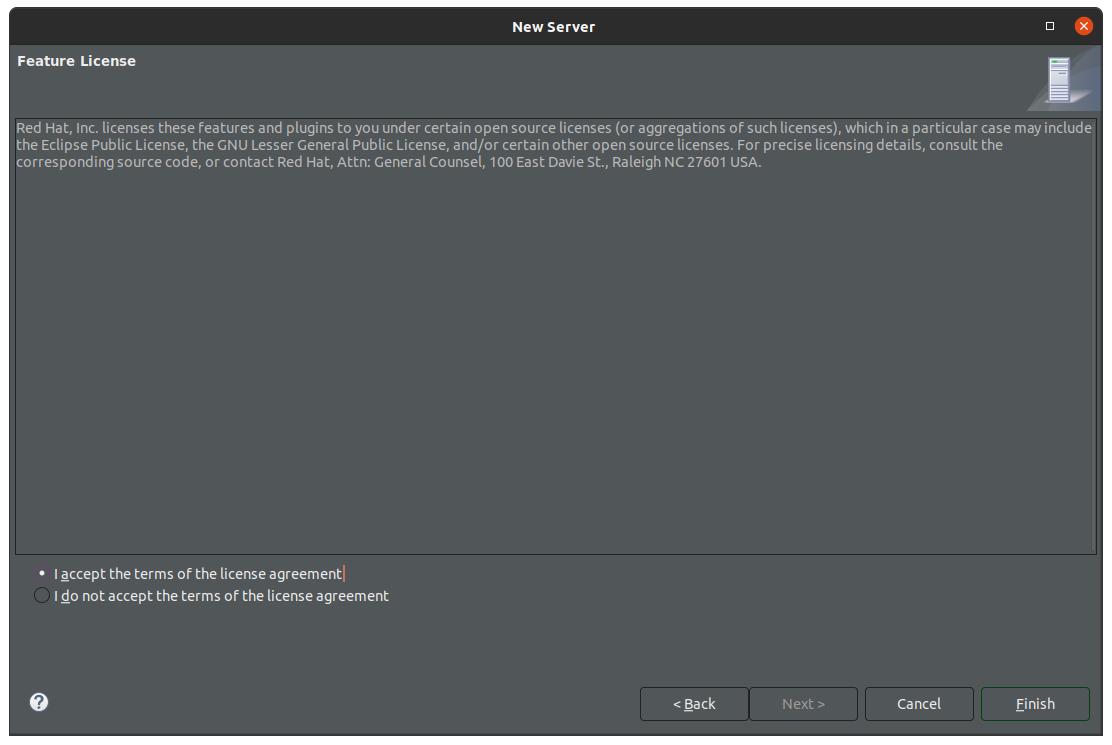 New Server
Feature License
Red Hat, Inc. licenses these features and plugins to you under certain open source licenses (or aggregations of such licenses), which in a particular case may include
the Eclipse Public License, the GNU Lesser General Public License, and/or certain other open source licenses. For precise licensing details, consult the
corresponding source code, or contact Red Hat, Attn: General Counsel, 100 East Davie St., Raleigh NC 27601 USA.
I accept the terms of the license agreement
I do not accept the terms of the license agreement
?
< Back
Next >
Cancel
Finish